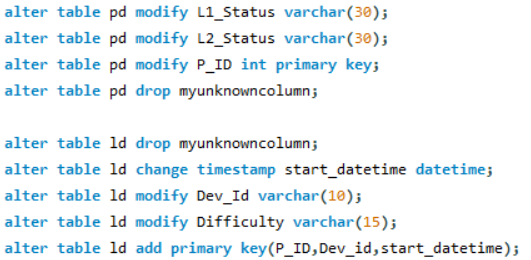 alter table pd modify L1_Status varchar(30);
alter table pd modify L2_Status varchar(30);
alter table pd modify P_ID int primary key;
alter table pd drop myunknowncolumn;
alter table ld drop myunknowncolumn;
alter table ld change timestamp start_datetime datetime;
alter table ld modify Dev_Id varchar(10);
alter table ld modify Difficulty varchar(15);
alter table ld add primary key(P_ID,Dev_id,start_datetime);